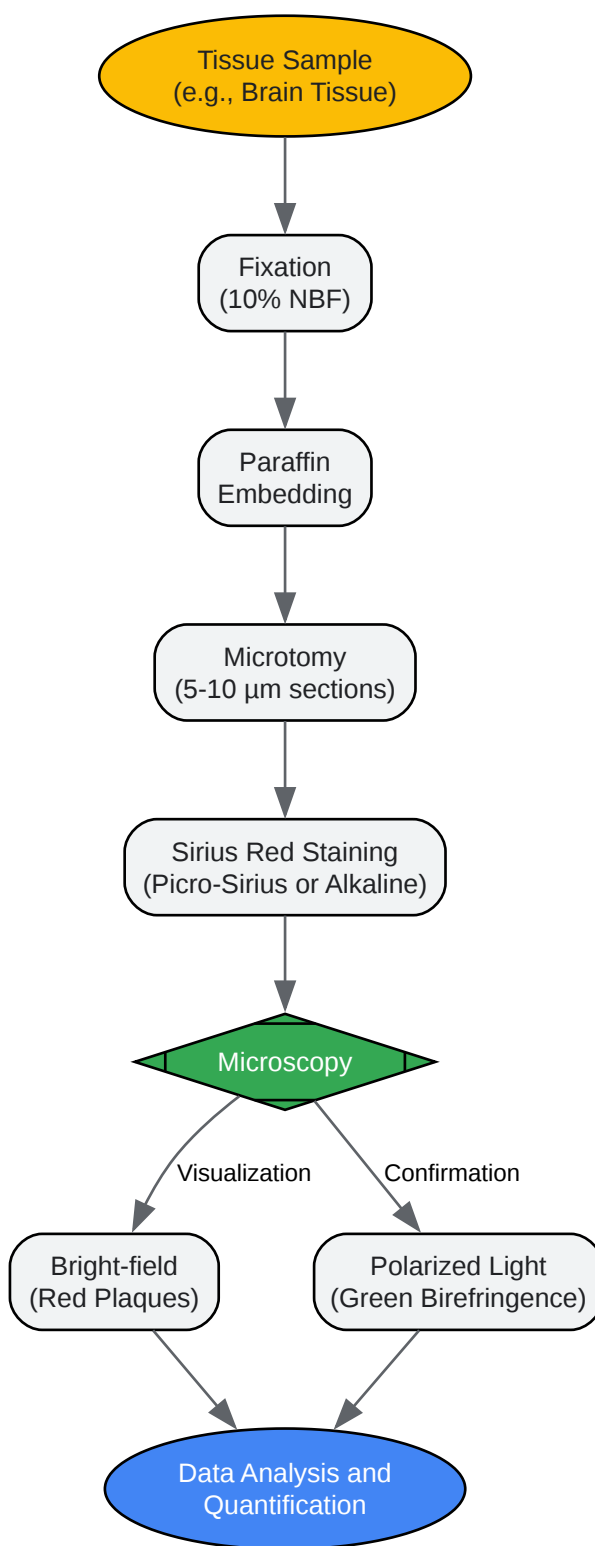 Tissue Sample
(e.g., Brain Tissue)
Fixation
(10% NBF)
Paraffin
Embedding
Microtomy
(5-10 µm sections)
Sirius Red Staining
(Picro-Sirius or Alkaline)
Microscopy
Visualization
Confirmation
Bright-field
(Red Plaques)
Polarized Light
(Green Birefringence)
Data Analysis and
Quantification